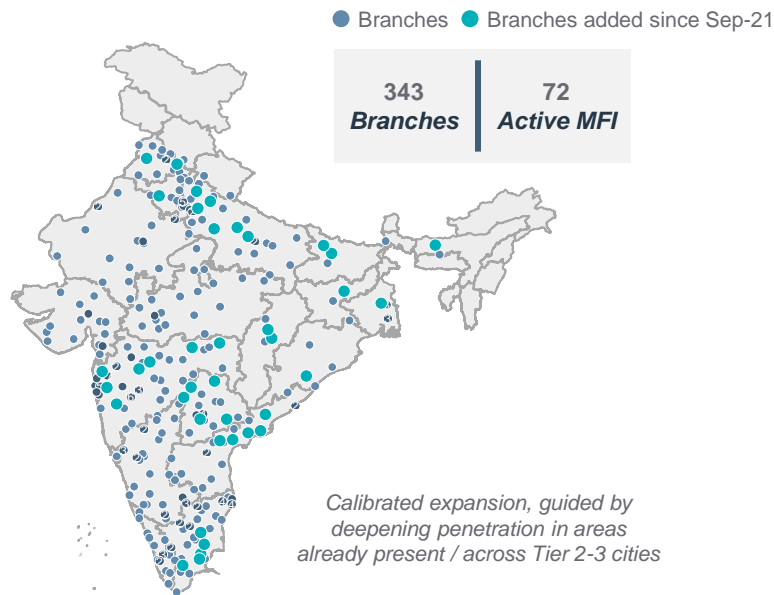 Branches Branches added since Sep-21
343 72
Branches Active MFI
Calibrated expansion, guided by
deepening penetration in areas
already present / across Tier 2-3 cities